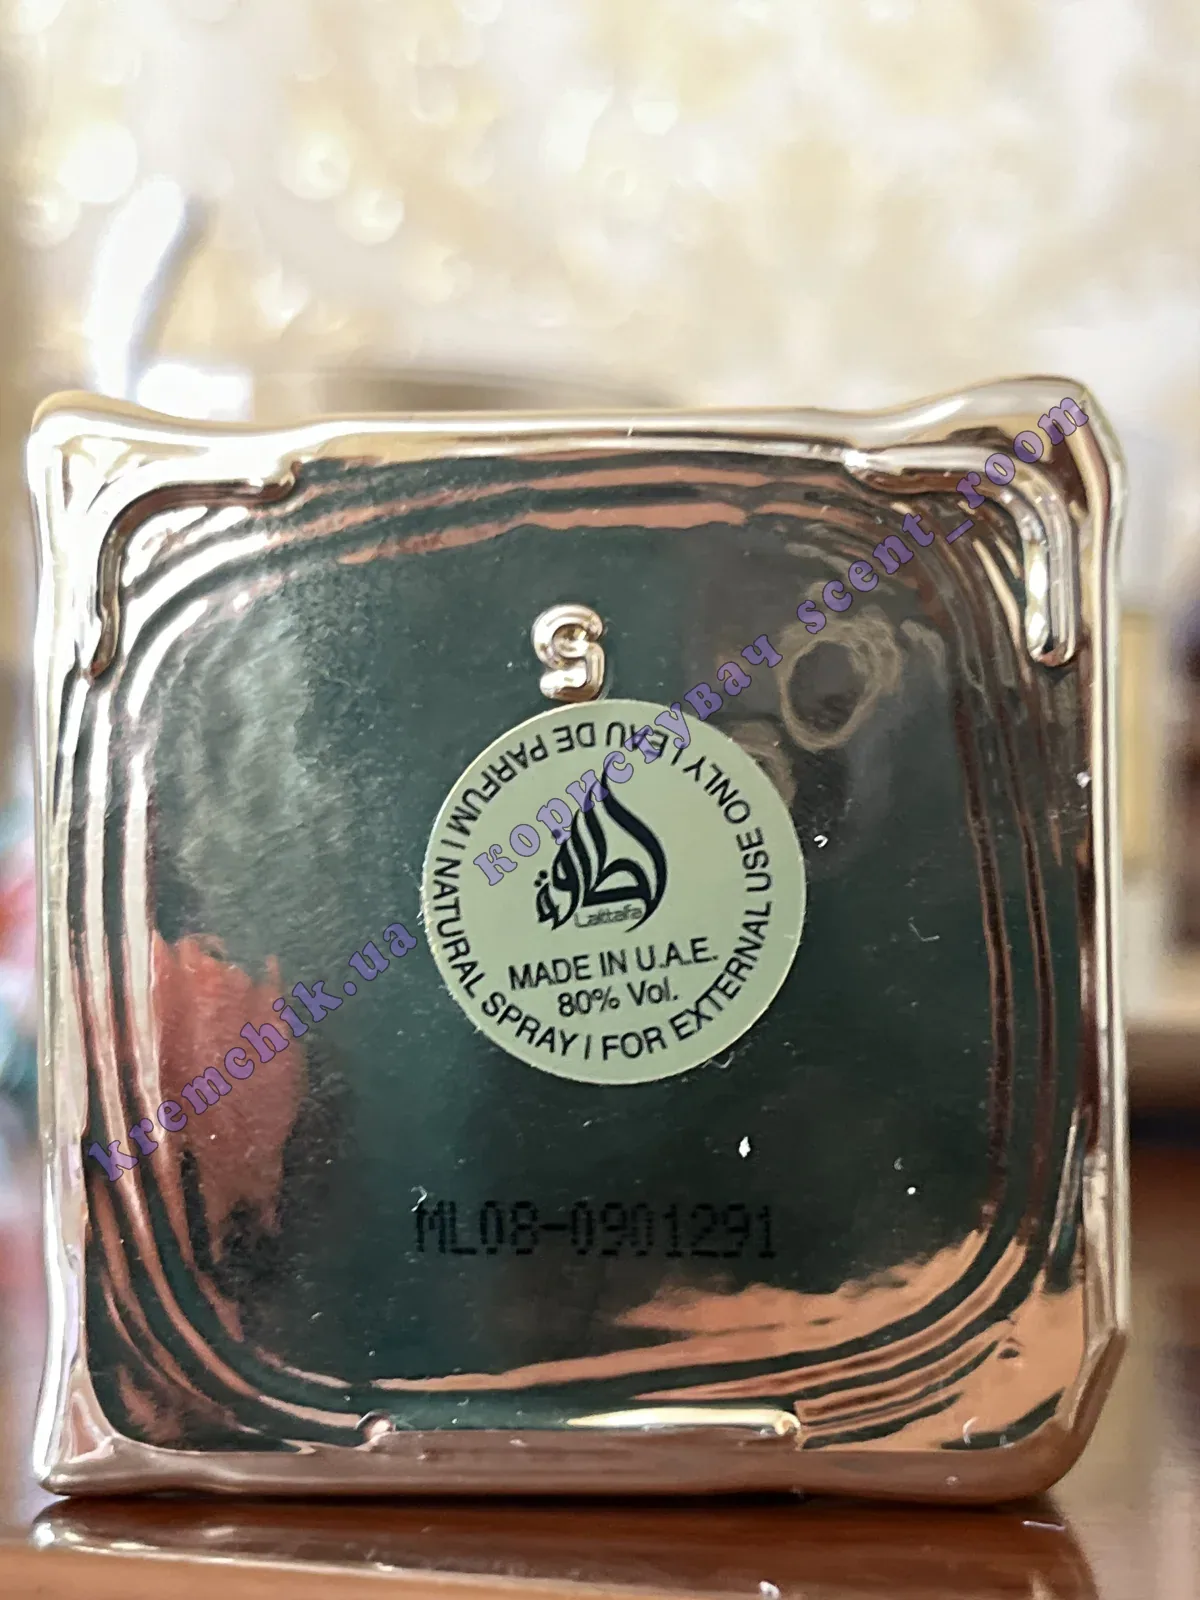 5
EAU DE PARFUM | NATURAL SPRAY | FOR EXTERNAL USE ONLY |
لطافة
Lattafa
MADE IN U.A.E.
80% Vol.
ML08-0901291
kremchik.ua користувач scent_room